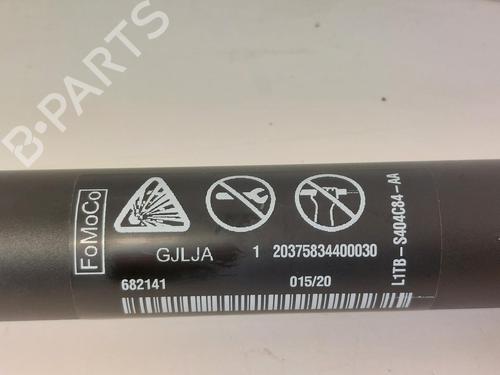 B-PARTS
FoMoCo
GJLJA 1 20375834400030
682141 015/20
L1TB-S404C84-AA